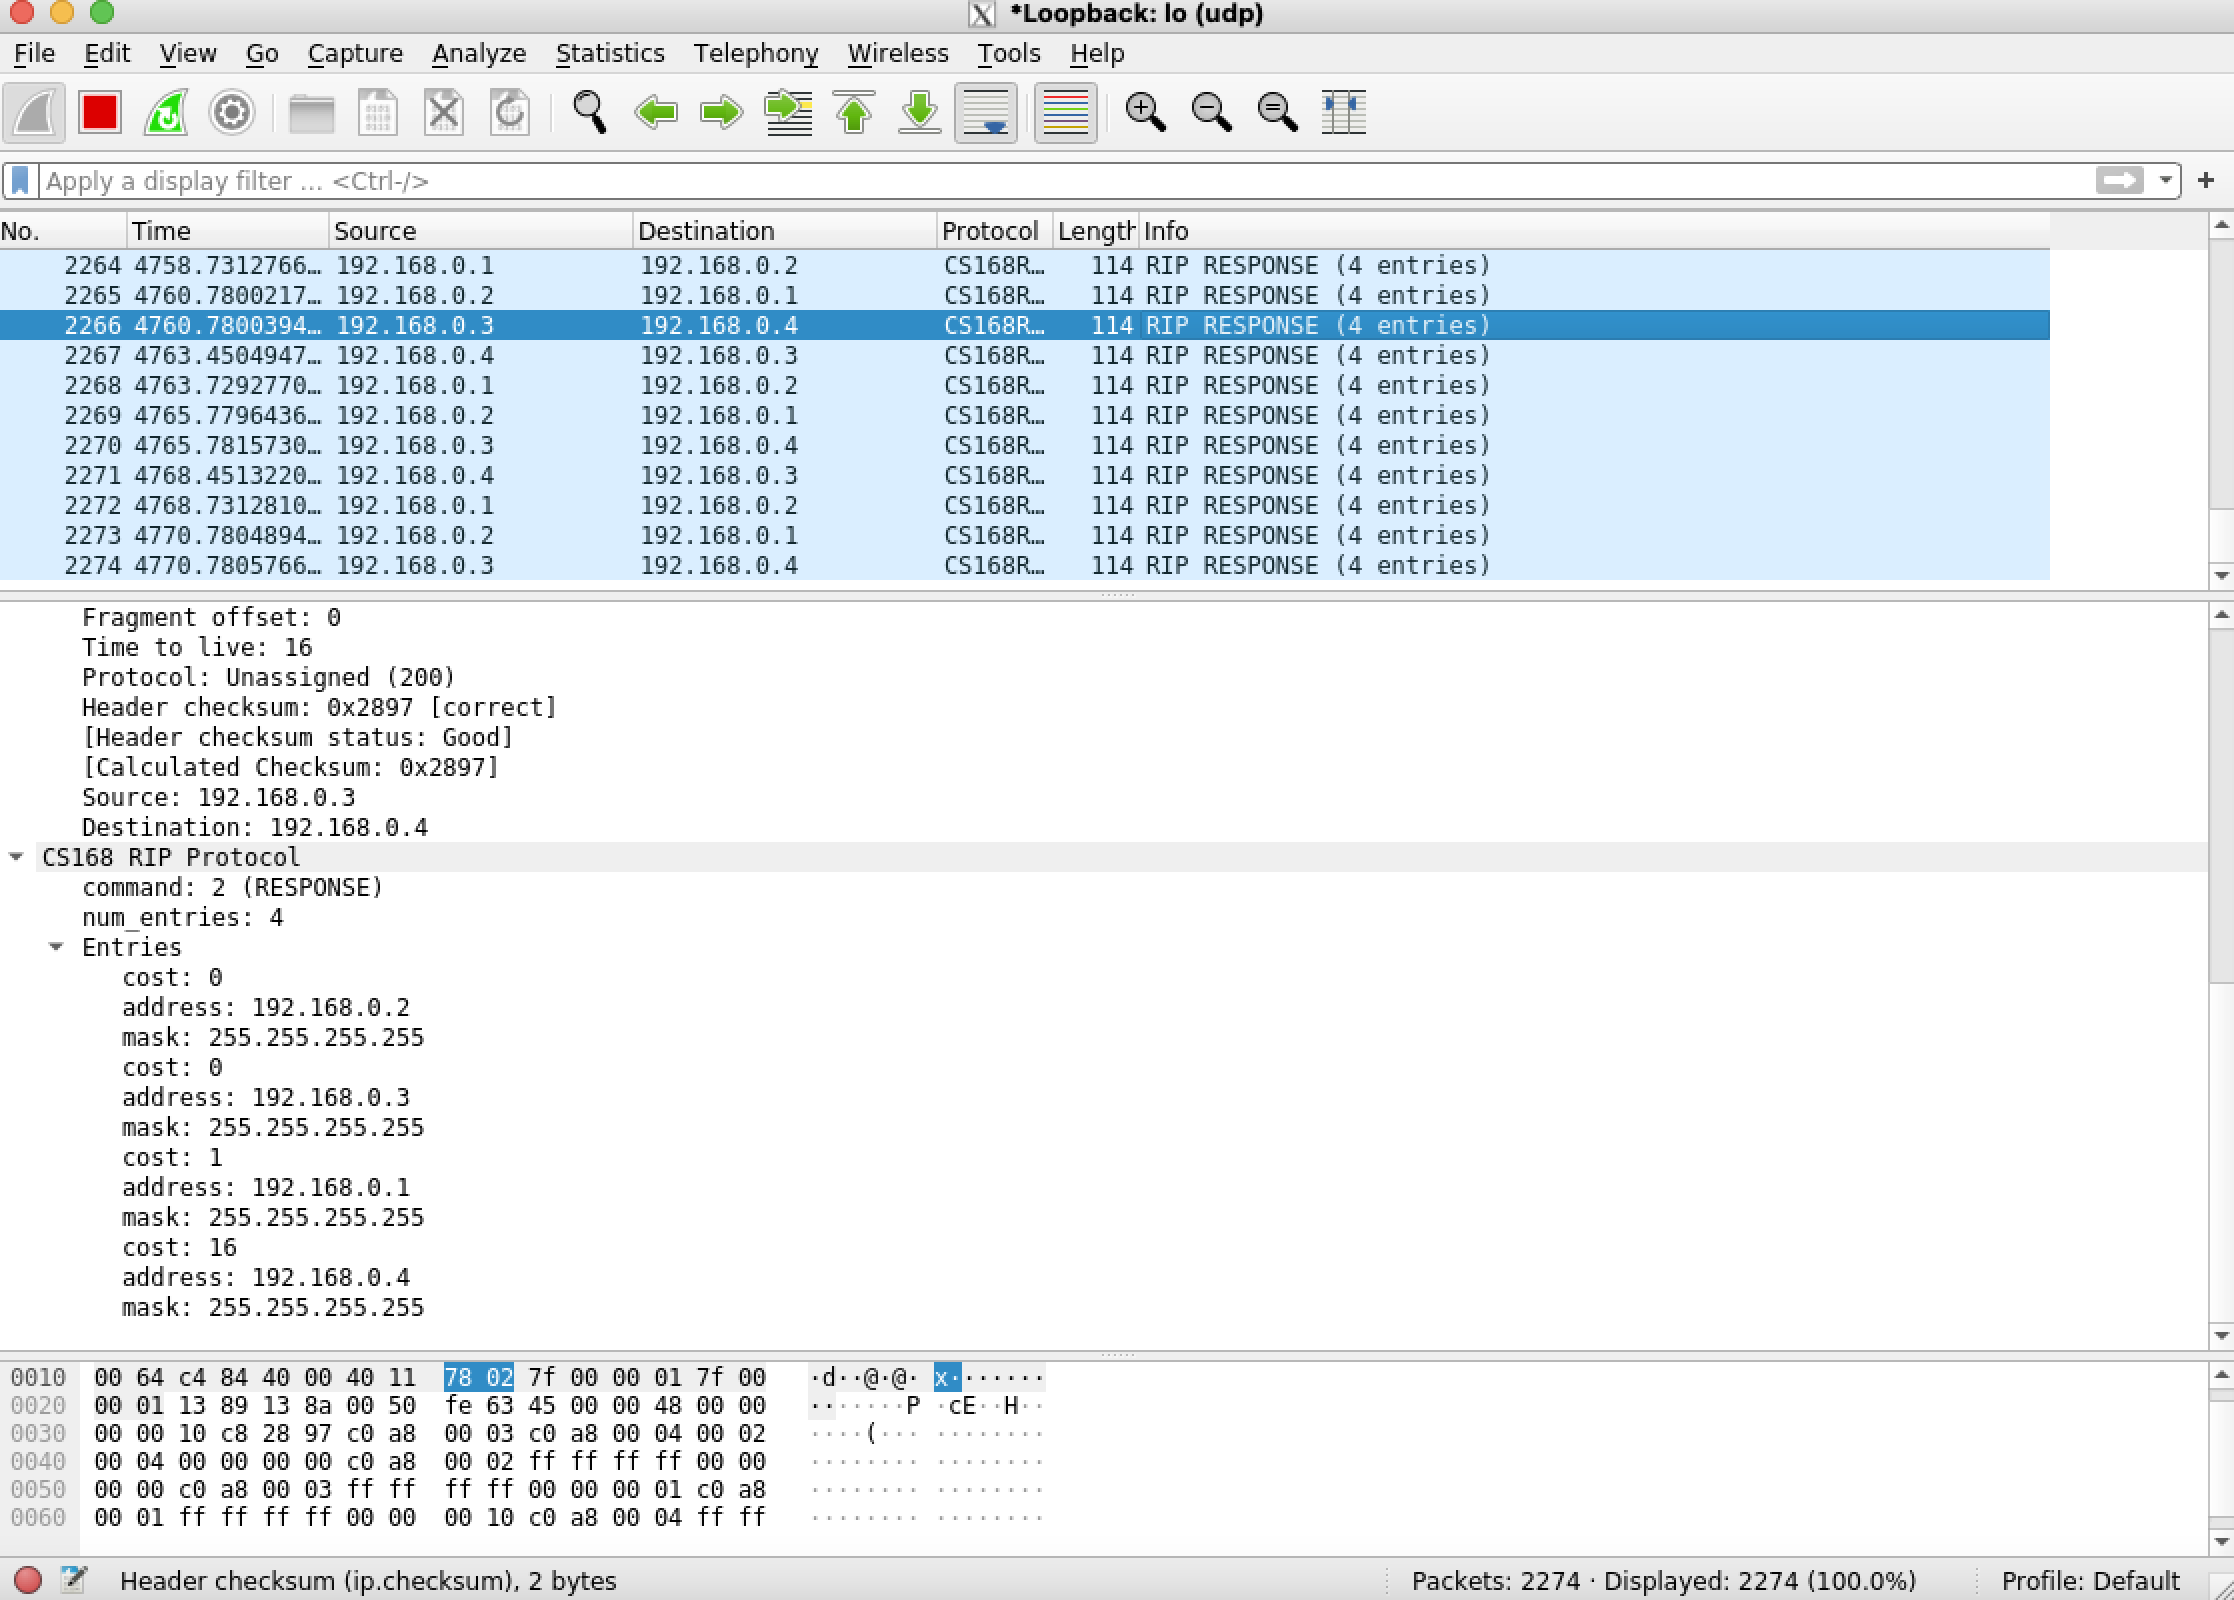 *Loopback: lo (udp)
File Edit View Go Capture Analyze Statistics Telephony Wireless Tools Help
Apply a display filter ... <Ctrl-/>
No. Time Source Destination Protocol Length Info
2264 4758.7312766… 192.168.0.1 192.168.0.2 CS168R… 114 RIP RESPONSE (4 entries)
2265 4760.7800217… 192.168.0.2 192.168.0.1 CS168R… 114 RIP RESPONSE (4 entries)
2266 4760.7800394… 192.168.0.3 192.168.0.4 CS168R… 114 RIP RESPONSE (4 entries)
2267 4763.4504947… 192.168.0.4 192.168.0.3 CS168R… 114 RIP RESPONSE (4 entries)
2268 4763.7292770… 192.168.0.1 192.168.0.2 CS168R… 114 RIP RESPONSE (4 entries)
2269 4765.7796436… 192.168.0.2 192.168.0.1 CS168R… 114 RIP RESPONSE (4 entries)
2270 4765.7815730… 192.168.0.3 192.168.0.4 CS168R… 114 RIP RESPONSE (4 entries)
2271 4768.4513220… 192.168.0.4 192.168.0.3 CS168R… 114 RIP RESPONSE (4 entries)
2272 4768.7312810… 192.168.0.1 192.168.0.2 CS168R… 114 RIP RESPONSE (4 entries)
2273 4770.7804894… 192.168.0.2 192.168.0.1 CS168R… 114 RIP RESPONSE (4 entries)
2274 4770.7805766… 192.168.0.3 192.168.0.4 CS168R… 114 RIP RESPONSE (4 entries)
Fragment offset: 0
Time to live: 16
Protocol: Unassigned (200)
Header checksum: 0x2897 [correct]
[Header checksum status: Good]
[Calculated Checksum: 0x2897]
Source: 192.168.0.3
Destination: 192.168.0.4
CS168 RIP Protocol
command: 2 (RESPONSE)
num_entries: 4
Entries
cost: 0
address: 192.168.0.2
mask: 255.255.255.255
cost: 0
address: 192.168.0.3
mask: 255.255.255.255
cost: 1
address: 192.168.0.1
mask: 255.255.255.255
cost: 16
address: 192.168.0.4
mask: 255.255.255.255
0010 00 64 c4 84 40 00 40 11 78 02 7f 00 00 01 7f 00 ·d··@·@· x·······
0020 00 01 13 89 13 8a 00 50 fe 63 45 00 00 48 00 00 ·······P ·cE··H··
0030 00 00 10 c8 28 97 c0 a8 00 03 c0 a8 00 04 00 02 ····(··· ········
0040 00 04 00 00 00 00 c0 a8 00 02 ff ff ff ff 00 00 ········ ········
0050 00 00 c0 a8 00 03 ff ff ff ff 00 00 00 01 c0 a8 ········ ········
0060 00 01 ff ff ff ff 00 00 00 10 c0 a8 00 04 ff ff ········ ········
Header checksum (ip.checksum), 2 bytes Packets: 2274 · Displayed: 2274 (100.0%) Profile: Default